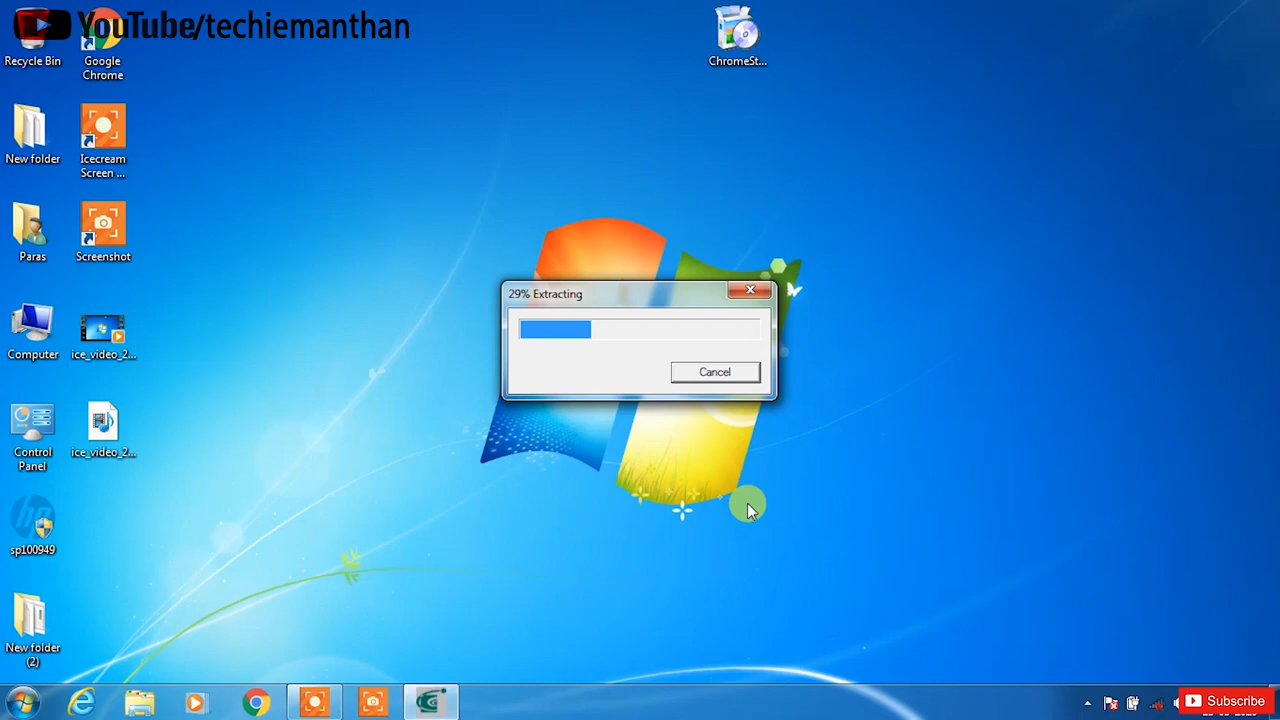 YouTube/techiemanthan
Recycle Bin
Google
Chrome
ChromeSt...
New folder
Icecream
Screen ...
Paras
Screenshot
29% Extracting
Cancel
Computer
ice_video_2...
Control
Panel
ice_video_2...
hp
sp100949
New folder
(2)
Subscribe